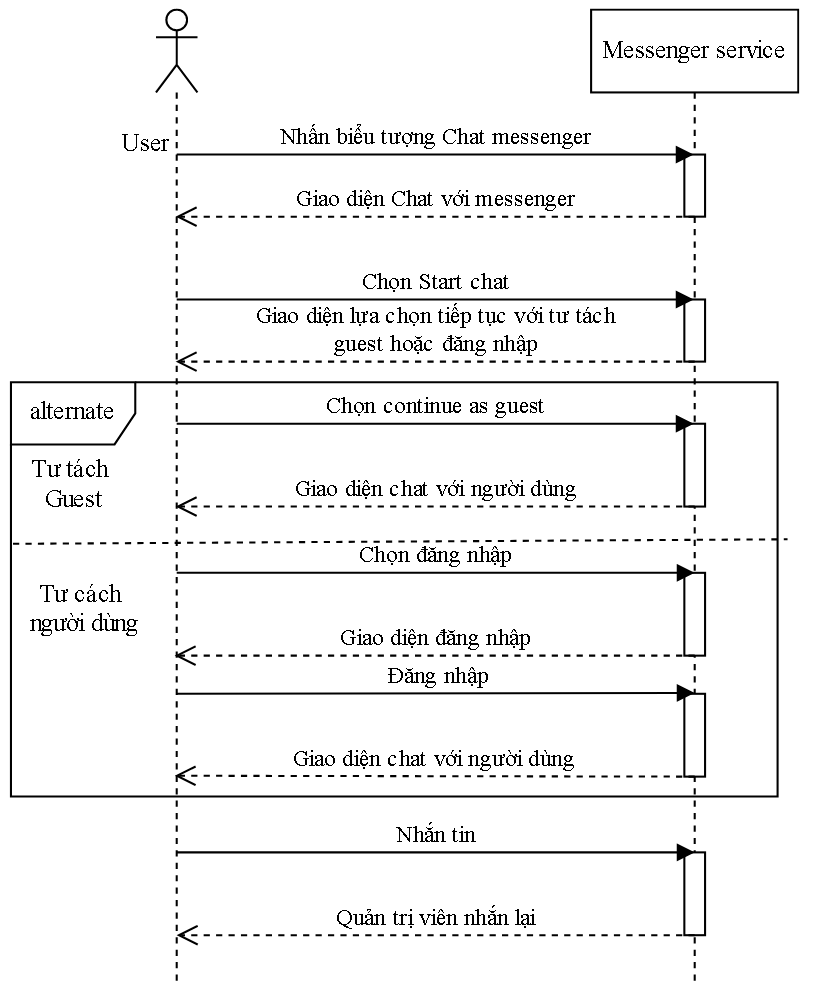 Messenger service
User
Nhấn biểu tượng Chat messenger
Giao diện Chat với messenger
Chọn Start chat
Giao diện lựa chọn tiếp tục với tư tách
guest hoặc đăng nhập
alternate
Chọn continue as guest
Tư tách
Guest
Giao diện chat với người dùng
Chọn đăng nhập
Tư cách
người dùng
Giao diện đăng nhập
Đăng nhập
Giao diện chat với người dùng
Nhắn tin
Quản trị viên nhắn lại